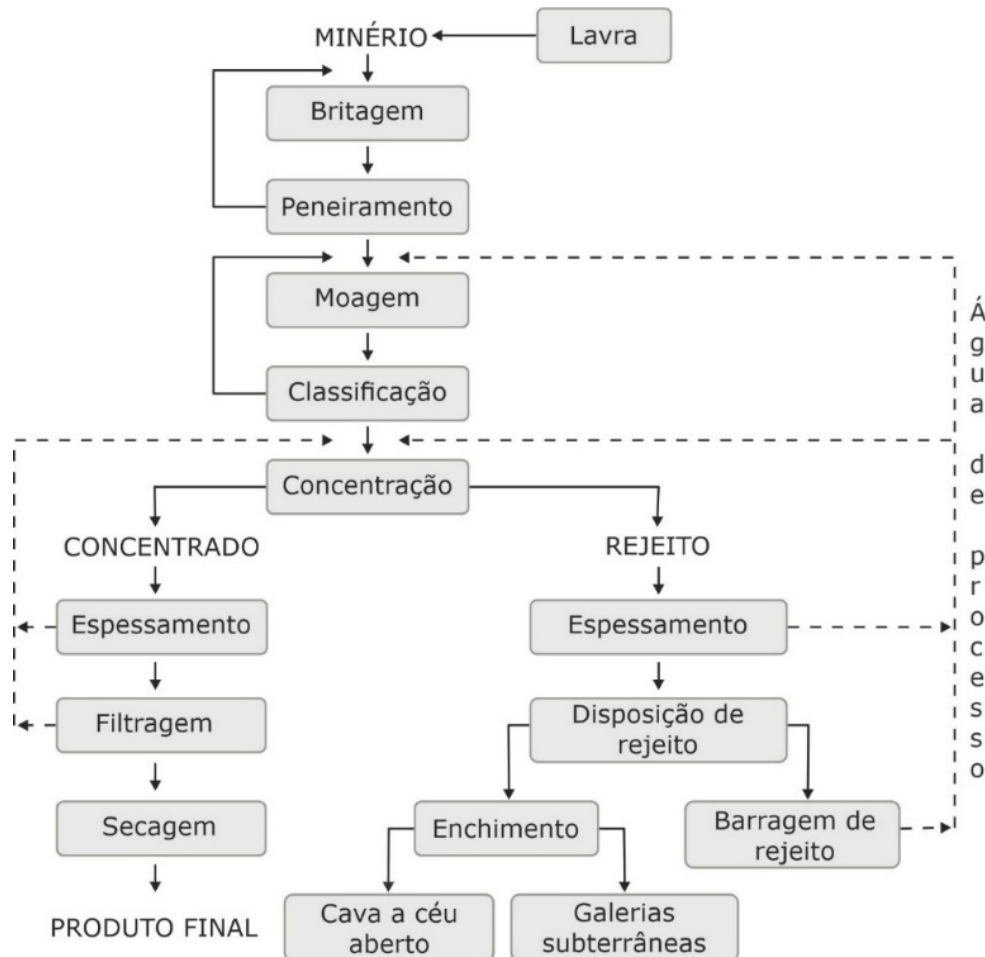 MINÉRIO
Lavra
Britagem
Peneiramento
Moagem
Classificação
Concentração
CONCENTRADO
REJEITO
Espessamento
Espessamento
Filtragem
Disposição de
rejeito
Secagem
Enchimento
Barragem de
rejeito
PRODUTO FINAL
Cava a céu
aberto
Galerias
subterrâneas
Água de processo